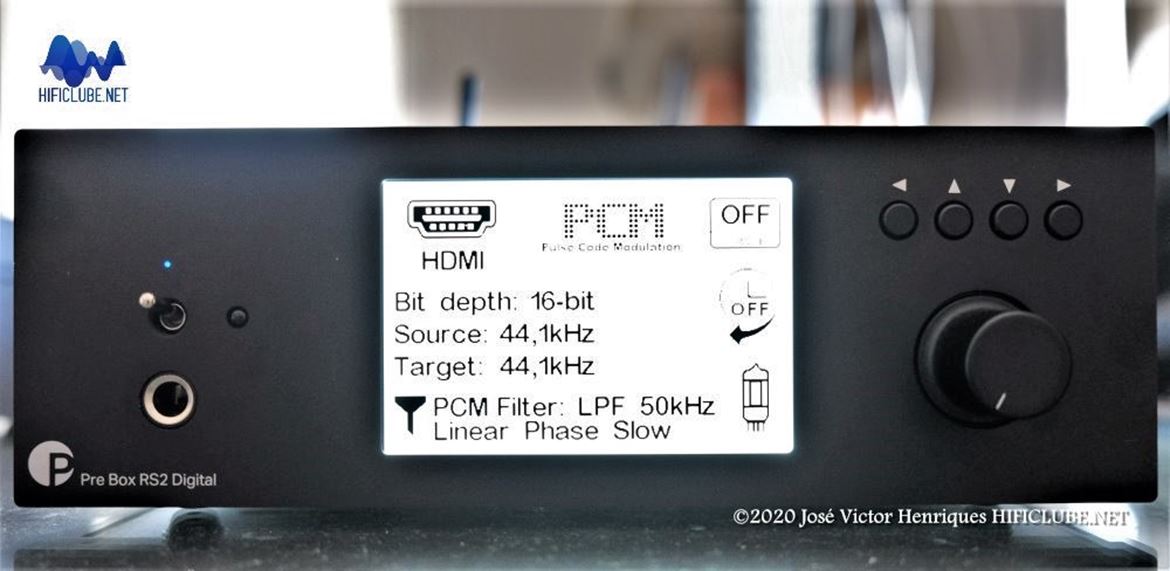 HIFICLUBE.NET
PCM
Pulse Code Modulation
OFF
HDMI
Bit depth: 16-bit
Source: 44,1kHz
Target: 44,1kHz
OFF
PCM Filter: LPF 50kHz
Linear Phase Slow
Pre Box RS2 Digital
©2020 José Victor Henriques HIFICLUBE.NET